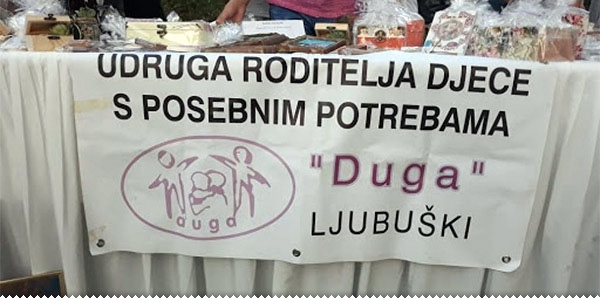 UDRUGA RODITELJA DJECE
S POSEBNIM POTREBAMA
"Duga"
duga
LJUBUŠKI